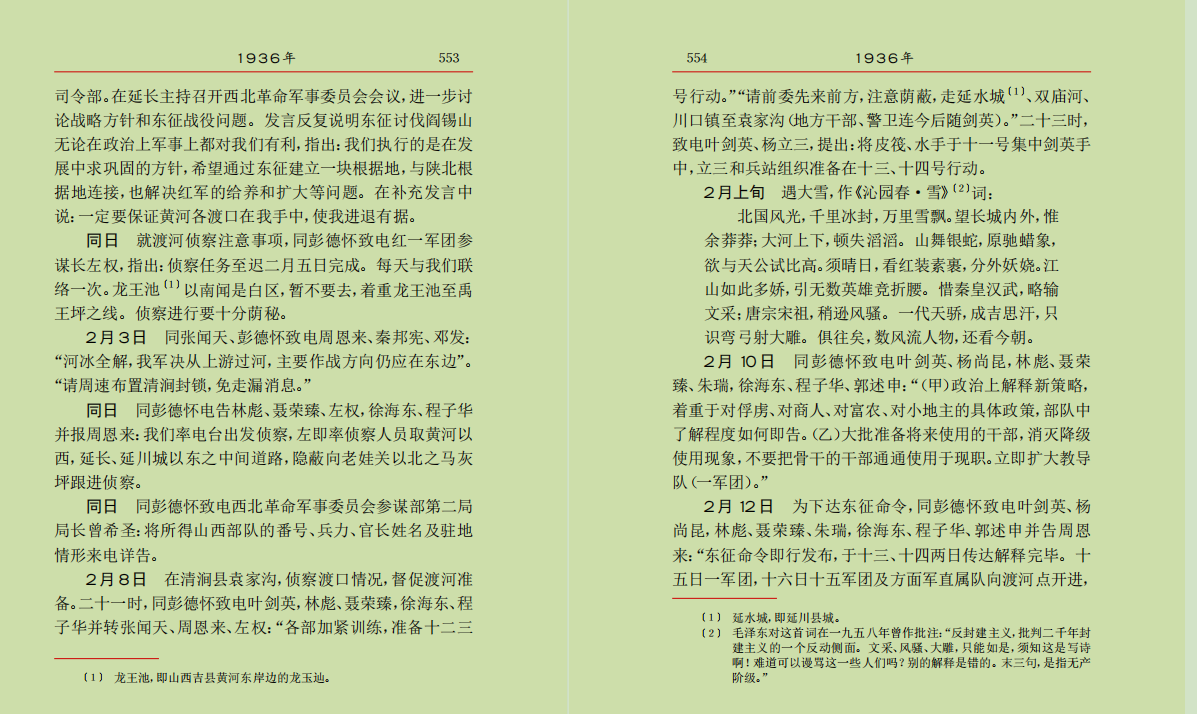 1936年 553
司令部。在延长主持召开西北革命军事委员会会议,进一步讨
论战略方针和东征战役问题。发言反复说明东征讨伐阎锡山
无论在政治上军事上都对我们有利,指出:我们执行的是在发
展中求巩固的方针,希望通过东征建立一块根据地,与陕北根
据地连接,也解决红军的给养和扩大等问题。在补充发言中
说:一定要保证黄河各渡口在我手中,使我进退有据。
同日 就渡河侦察注意事项,同彭德怀致电红一军团参
谋长左权,指出:侦察任务至迟二月五日完成。每天与我们联
络一次。龙王池〔1〕以南闻是白区,暂不要去,着重龙王池至禹
王坪之线。侦察进行要十分荫秘。
2月3日 同张闻天、彭德怀致电周恩来、秦邦宪、邓发:
“河冰全解,我军决从上游过河,主要作战方向仍应在东边”。
“请周速布置清涧封锁,免走漏消息。”
同日 同彭德怀电告林彪、聂荣臻、左权,徐海东、程子华
并报周恩来:我们率电台出发侦察,左即率侦察人员取黄河以
西,延长、延川城以东之中间道路,隐蔽向老娃关以北之马灰
坪跟进侦察。
同日 同彭德怀致电西北革命军事委员会参谋部第二局
局长曾希圣:将所得山西部队的番号、兵力、官长姓名及驻地
情形来电详告。
2月8日 在清涧县袁家沟,侦察渡口情况,督促渡河准
备。二十一时,同彭德怀致电叶剑英,林彪、聂荣臻,徐海东、程
子华并转张闻天、周恩来、左权:“各部加紧训练,准备十二三
〔1〕 龙王池,即山西吉县黄河东岸边的龙玉辿。
554 1936年
号行动。”“请前委先来前方,注意荫蔽,走延水城〔1〕、双庙河、
川口镇至袁家沟(地方干部、警卫连今后随剑英)。”二十三时,
致电叶剑英、杨立三,提出:将皮筏、水手于十一号集中剑英手
中,立三和兵站组织准备在十三、十四号行动。
2月上旬 遇大雪,作《沁园春·雪》〔2〕词:
北国风光,千里冰封,万里雪飘。望长城内外,惟
余莽莽;大河上下,顿失滔滔。山舞银蛇,原驰蜡象,
欲与天公试比高。须晴日,看红装素裹,分外妖娆。江
山如此多娇,引无数英雄竞折腰。惜秦皇汉武,略输
文采;唐宗宋祖,稍逊风骚。一代天骄,成吉思汗,只
识弯弓射大雕。俱往矣,数风流人物,还看今朝。
2月10日 同彭德怀致电叶剑英、杨尚昆,林彪、聂荣
臻、朱瑞,徐海东、程子华、郭述申:“(甲)政治上解释新策略,
着重于对俘虏、对商人、对富农、对小地主的具体政策,部队中
了解程度如何即告。(乙)大批准备将来使用的干部,消灭降级
使用现象,不要把骨干的干部通通使用于现职。立即扩大教导
队(一军团)。”
2月12日 为下达东征命令,同彭德怀致电叶剑英、杨
尚昆,林彪、聂荣臻、朱瑞,徐海东、程子华、郭述申并告周恩
来:“东征命令即行发布,于十三、十四两日传达解释完毕。十
五日一军团,十六日十五军团及方面军直属队向渡河点开进,
〔1〕 延水城,即延川县城。
〔2〕 毛泽东对这首词在一九五八年曾作批注:“反封建主义,批判二千年封
建主义的一个反动侧面。文采、风骚、大雕,只能如是,须知这是写诗
啊!难道可以谩骂这一些人们吗?别的解释是错的。末三句,是指无产
阶级。”